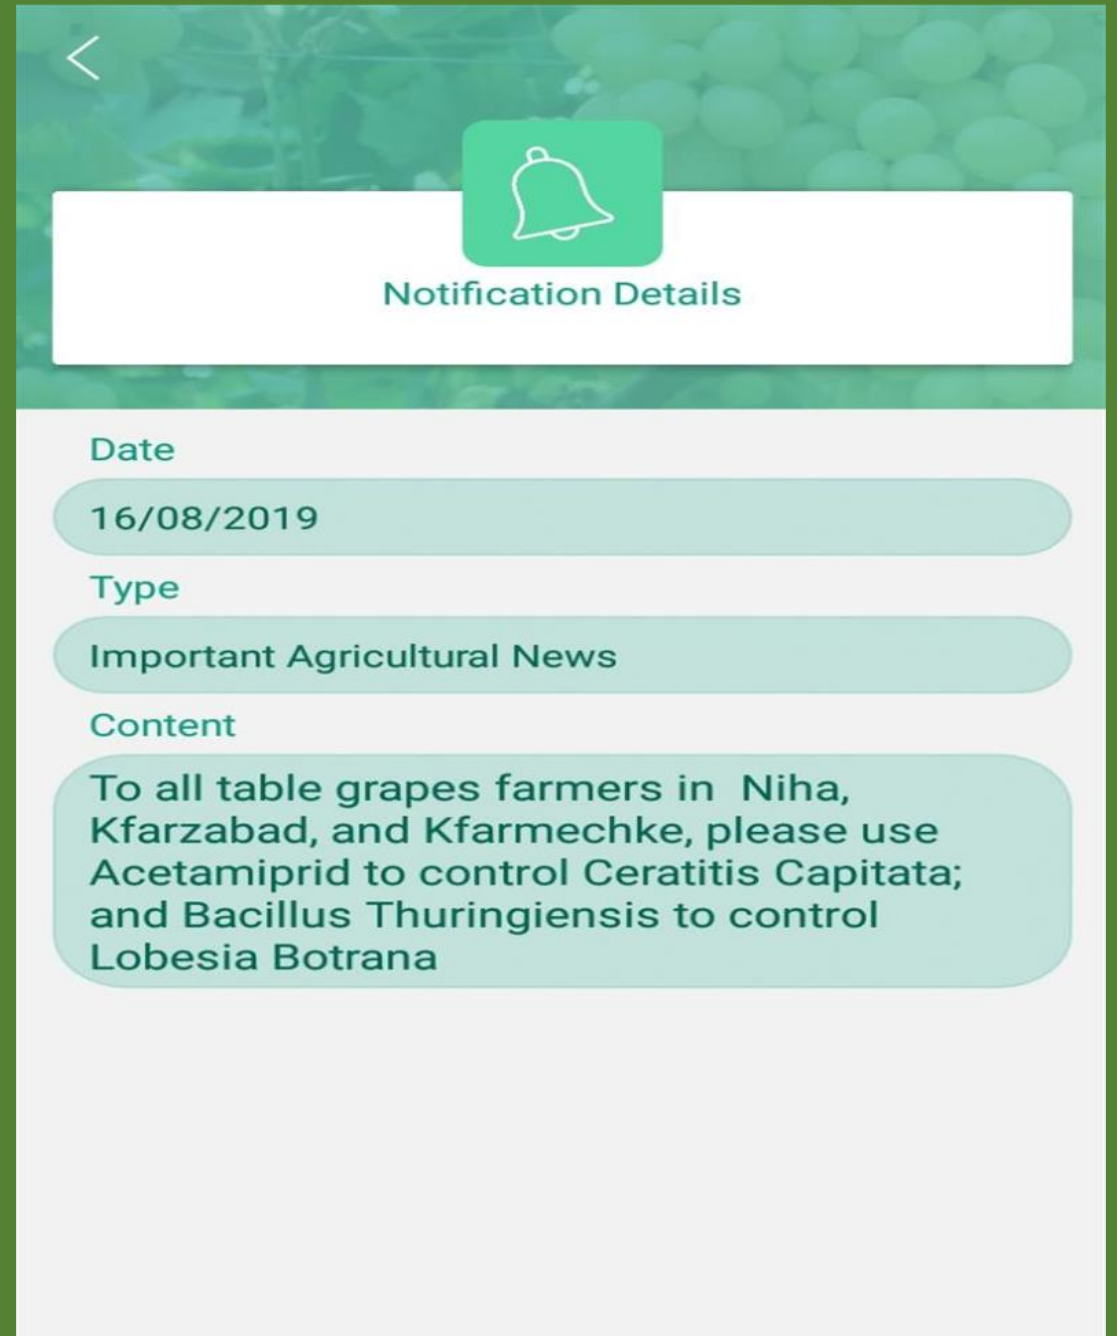 Notification Details
Date
16/08/2019
Type
Important Agricultural News
Content
To all table grapes farmers in  Niha,
Kfarzabad, and Kfarmechke, please use
Acetamiprid to control Ceratitis Capitata;
and Bacillus Thuringiensis to control
Lobesia Botrana